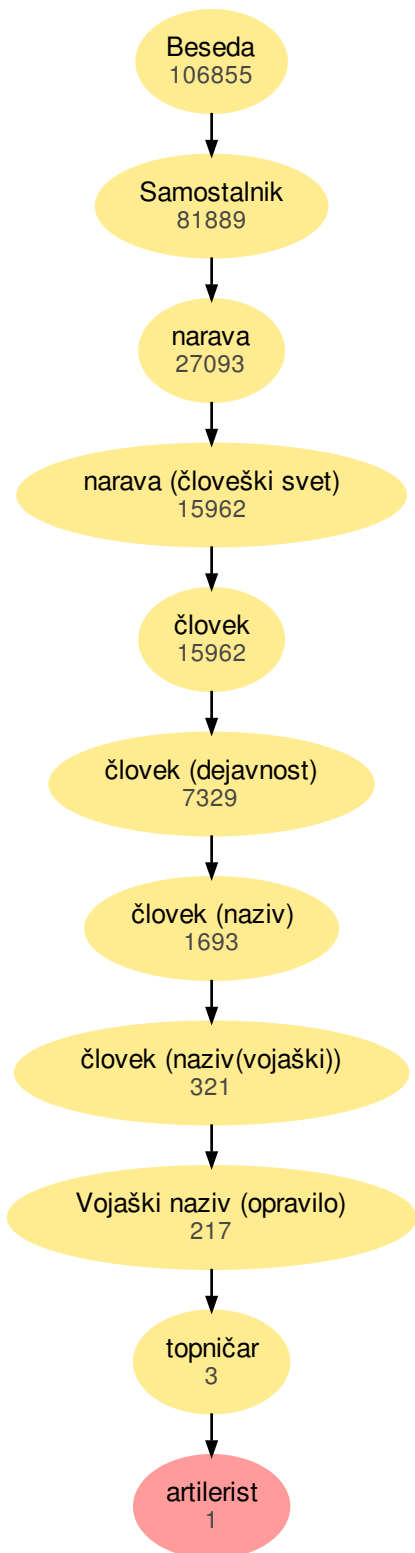 Beseda
106855
Samostalnik
81889
narava
27093
narava (človeški svet)
15962
človek
15962
človek (dejavnost)
7329
človek (naziv)
1693
človek (naziv(vojaški))
321
Vojaški naziv (opravilo)
217
topničar
3
artilerist
1